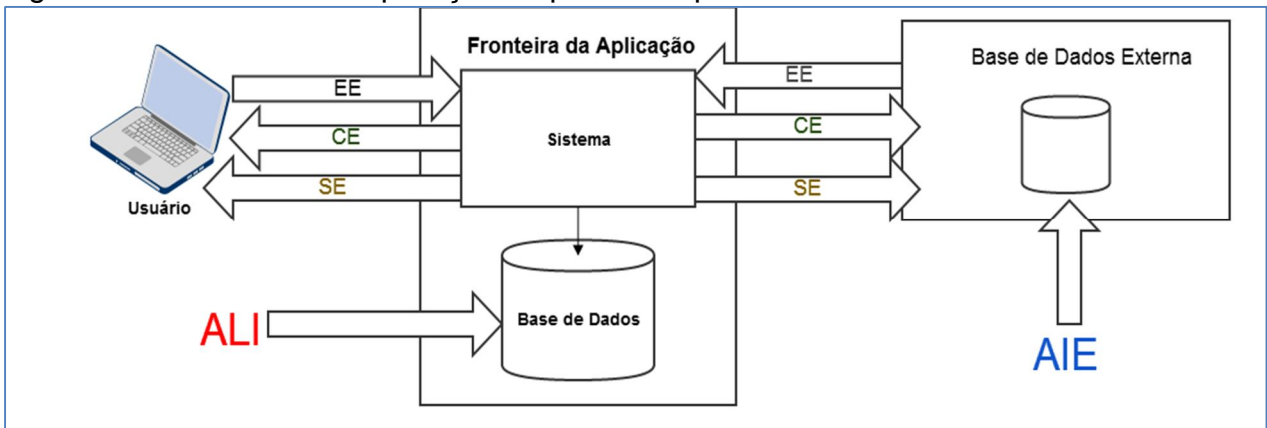 Fronteira da Aplicação
Base de Dados Externa
EE
EE
CE
CE
Sistema
SE
SE
Usuário
Base de Dados
ALI
AIE